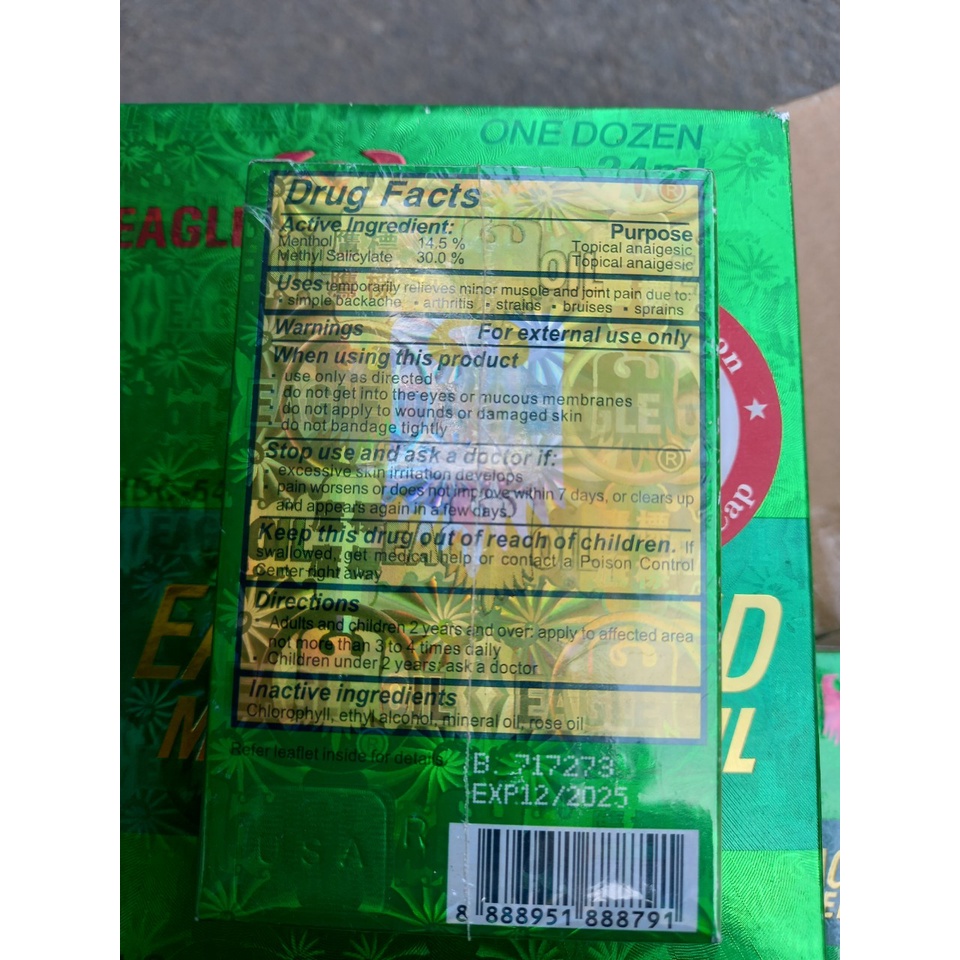 ONE DOZEN
24ml
EAGLE
Drug Facts
Active Ingredient: Purpose
Menthol 14.5 % Topical anaigesic
Methyl Salicylate 30.0 % Topical anaigesic
Uses temporarily relieves minor muscle and joint pain due to:
• simple backache • arthritis • strains • bruises • sprains
Warnings For external use only
When using this product
• use only as directed
do not get into the eyes or mucous membranes
do not apply to wounds or damaged skin
do not bandage tightly
Stop use and ask a doctor if:
• excessive skin irritation develops
• pain worsens or does not improve within 7 days, or clears up
and appears again in a few days
Keep this drug out of reach of children. If
swallowed, get medical help or contact a Poison Control
Center right away
Directions
• Adults and children 2 years and over: apply to affected area
not more than 3 to 4 times daily
• Children under 2 years: ask a doctor
Inactive ingredients
Chlorophyll, ethyl alcohol, mineral oil, rose oil
Refer leaflet inside for details
B 717273
EXP12/2025
USA
8 888951 888791